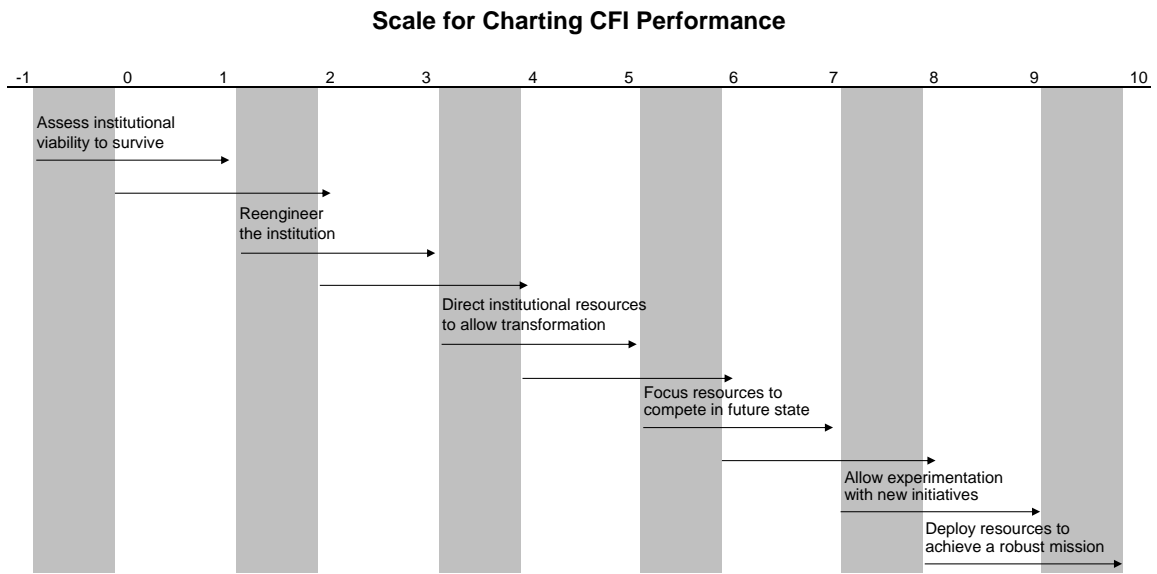 Scale for Charting CFI Performance
-1 0 1 2 3 4 5 6 7 8 9 10
Assess institutional
viability to survive
Reengineer
the institution
Direct institutional resources
to allow transformation
Focus resources to
compete in future state
Allow experimentation
with new initiatives
Deploy resources to
achieve a robust mission